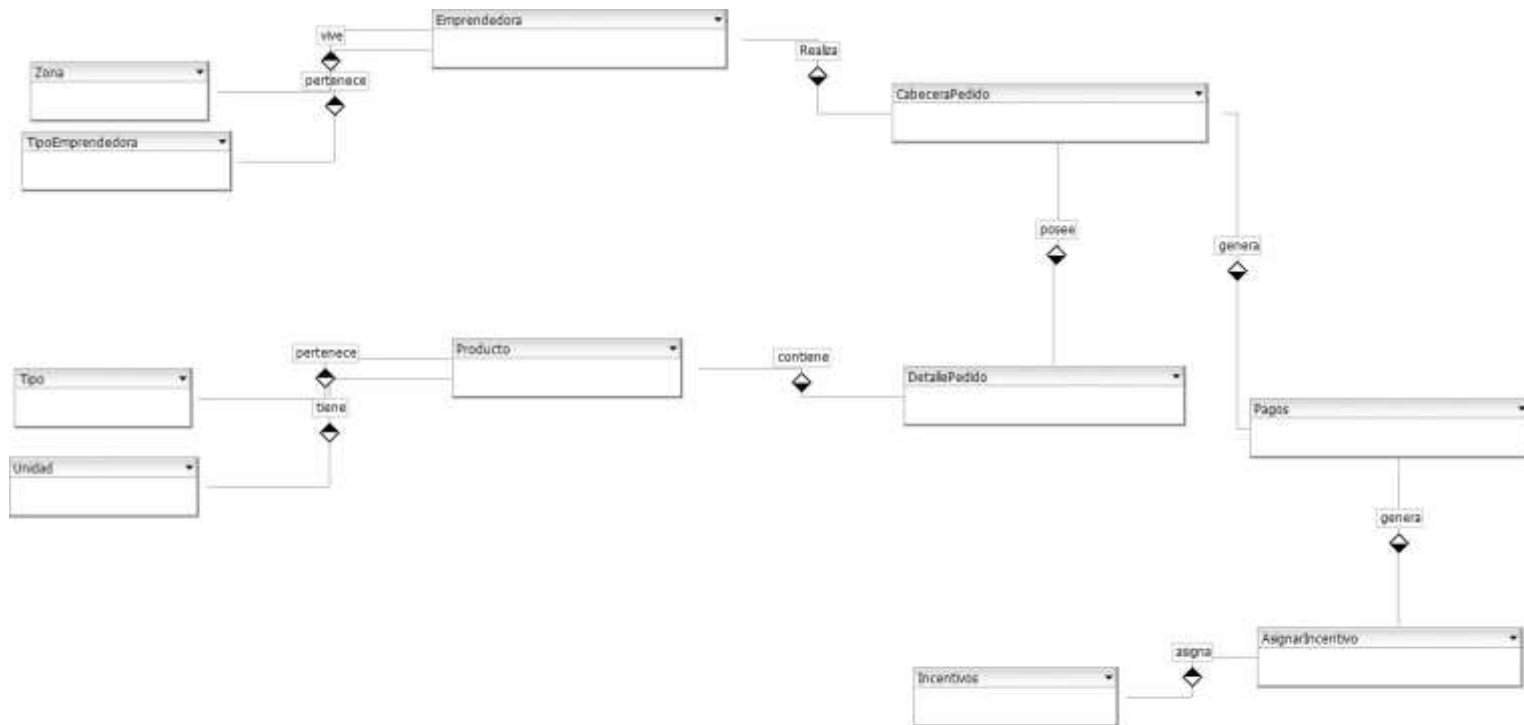 Emprendedora
vive
Realza
Zona
pertenece
CabeceraPedido
TipoEmprendedora
posee
genera
pertenece
Producto
contiene
Tipo
DetallePedido
tiene
Pagos
Unidad
genera
AsignarIncentivo
asigna
Incentivos